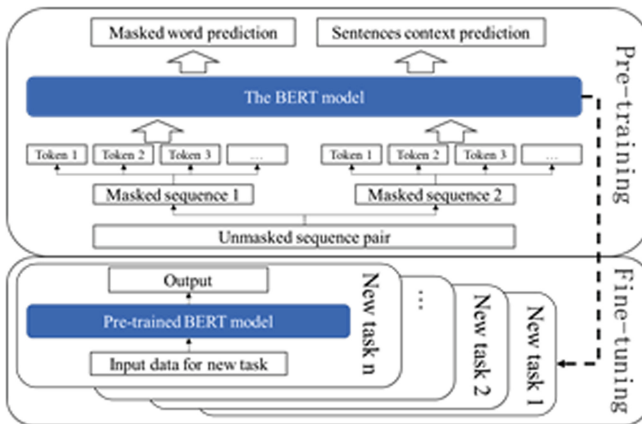 Masked word prediction
Sentences context prediction
The BERT model
Token 1 Token 2 Token 3 ...
Token 1 Token 2 Token 3 ...
Masked sequence 1
Masked sequence 2
Unmasked sequence pair
Pre-training
Output
Pre-trained BERT model
Input data for new task
New task n
...
New task 2
New task 1
Fine-tuning